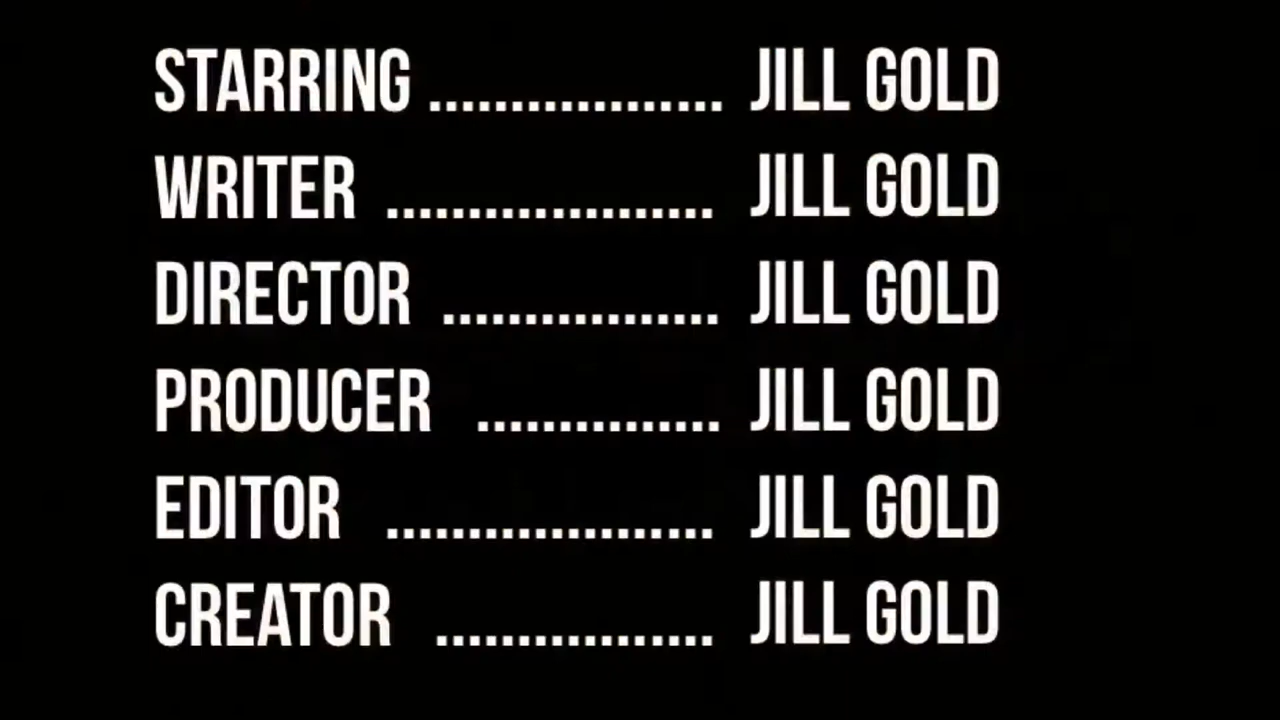 STARRING .................. JILL GOLD
WRITER .................... JILL GOLD
DIRECTOR ................. JILL GOLD
PRODUCER ............... JILL GOLD
EDITOR .................... JILL GOLD
CREATOR ................. JILL GOLD